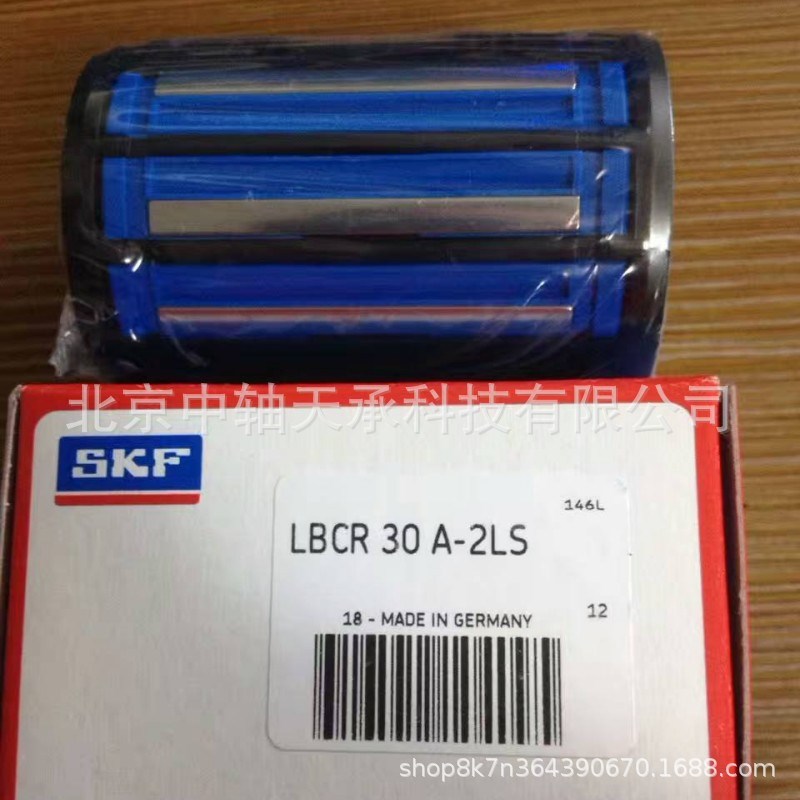 北京中轴天承科技有限公司
SKF
146L
LBCR 30 A-2LS
12
18 - MADE IN GERMANY
shop8k7n364390670.1688.com